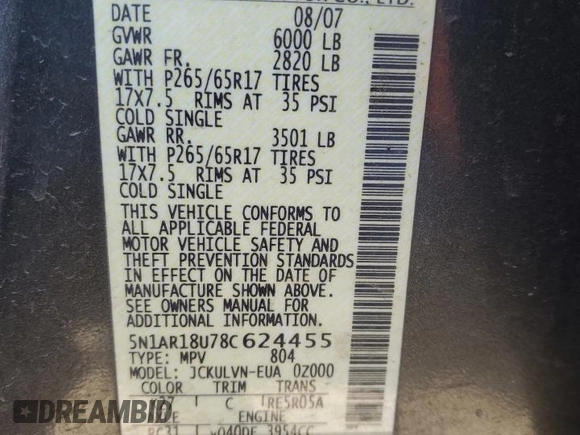 CO., LTD.
DATE 08/07
GVWR 6000 LB
GAWR FR. 2820 LB
WITH P265/65R17 TIRES
17X7.5 RIMS AT 35 PSI
COLD SINGLE
GAWR RR. 3501 LB
WITH P265/65R17 TIRES
17X7.5 RIMS AT 35 PSI
COLD SINGLE
THIS VEHICLE CONFORMS TO
ALL APPLICABLE FEDERAL
MOTOR VEHICLE SAFETY AND
THEFT PREVENTION STANDARDS
IN EFFECT ON THE DATE OF
MANUFACTURE SHOWN ABOVE.
SEE OWNERS MANUAL FOR
ADDITIONAL INFORMATION.
5N1AR18U78C624455
TYPE: MPV 804
MODEL: JCKULVN-EUA 0Z000
COLOR TRIM TRANS
C RE5R05A
ENGINE
3954CC
DREAMBID